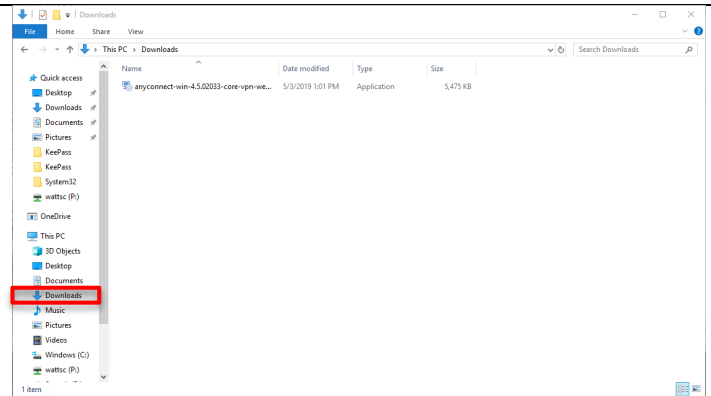 Downloads
File Home Share View
This PC > Downloads
Search Downloads
Name Date modified Type Size
anyconnect-win-4.5.02033-core-vpn-we... 5/3/2019 1:01 PM Application 5,475 KB
Quick access
Desktop
Downloads
Documents
Pictures
KeePass
KeePass
System32
wattsc (P:)
OneDrive
This PC
3D Objects
Desktop
Documents
Downloads
Music
Pictures
Videos
Windows (C:)
wattsc (P:)
1 item